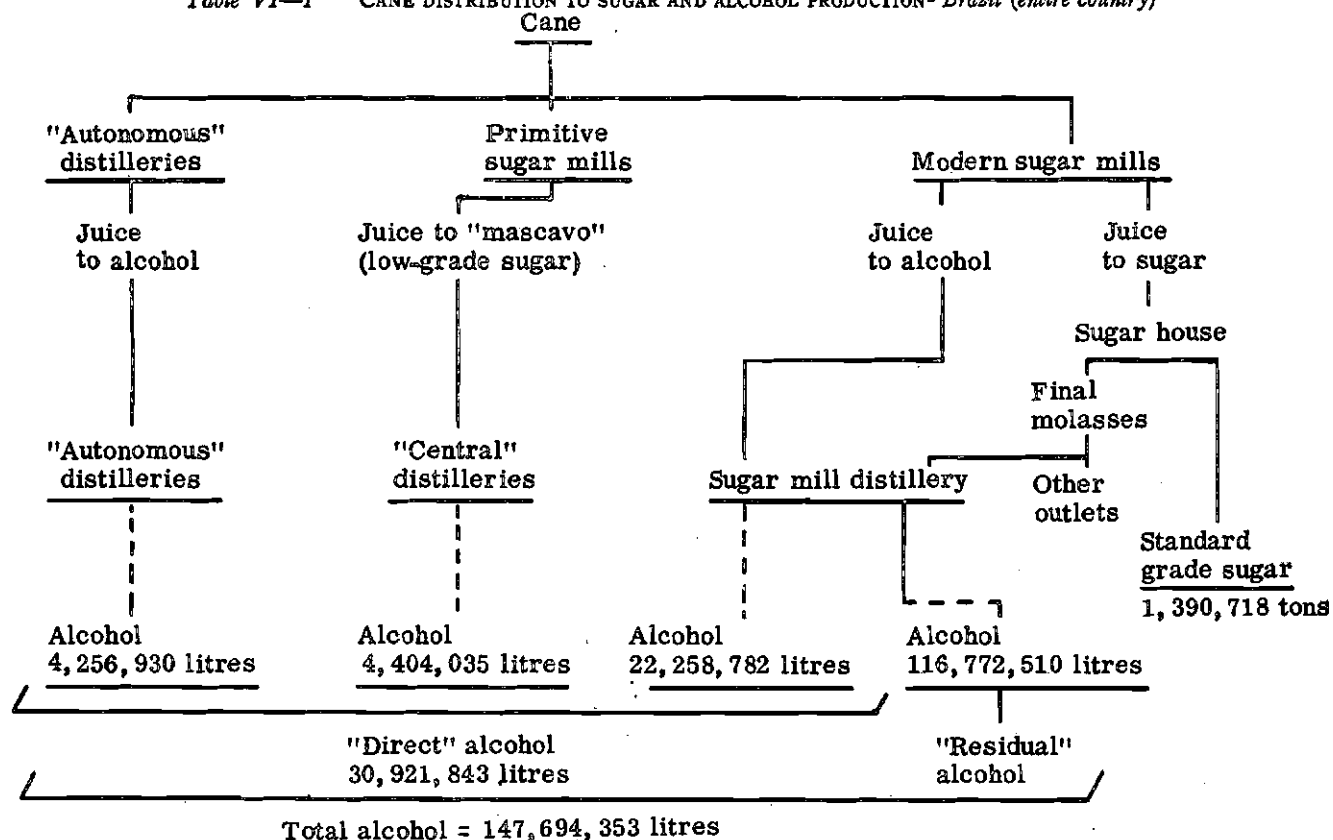 Table VI—1 CANE DISTRIBUTION TO SUGAR AND ALCOHOL PRODUCTION- Brazil (entire country)
Cane
"Autonomous"
distilleries
Primitive
sugar mills
Modern sugar mills
Juice
to alcohol
Juice to "mascavo"
(low-grade sugar)
Juice
to alcohol
Juice
to sugar
Sugar house
Final
molasses
"Autonomous"
distilleries
"Central"
distilleries
Sugar mill distillery
Other
outlets
Standard
grade sugar
1,390,718 tons
Alcohol
4,256,930 litres
Alcohol
4,404,035 litres
Alcohol
22,258,782 litres
Alcohol
116,772,510 litres
"Direct" alcohol
30,921,843 litres
"Residual"
alcohol
Total alcohol = 147,694,353 litres